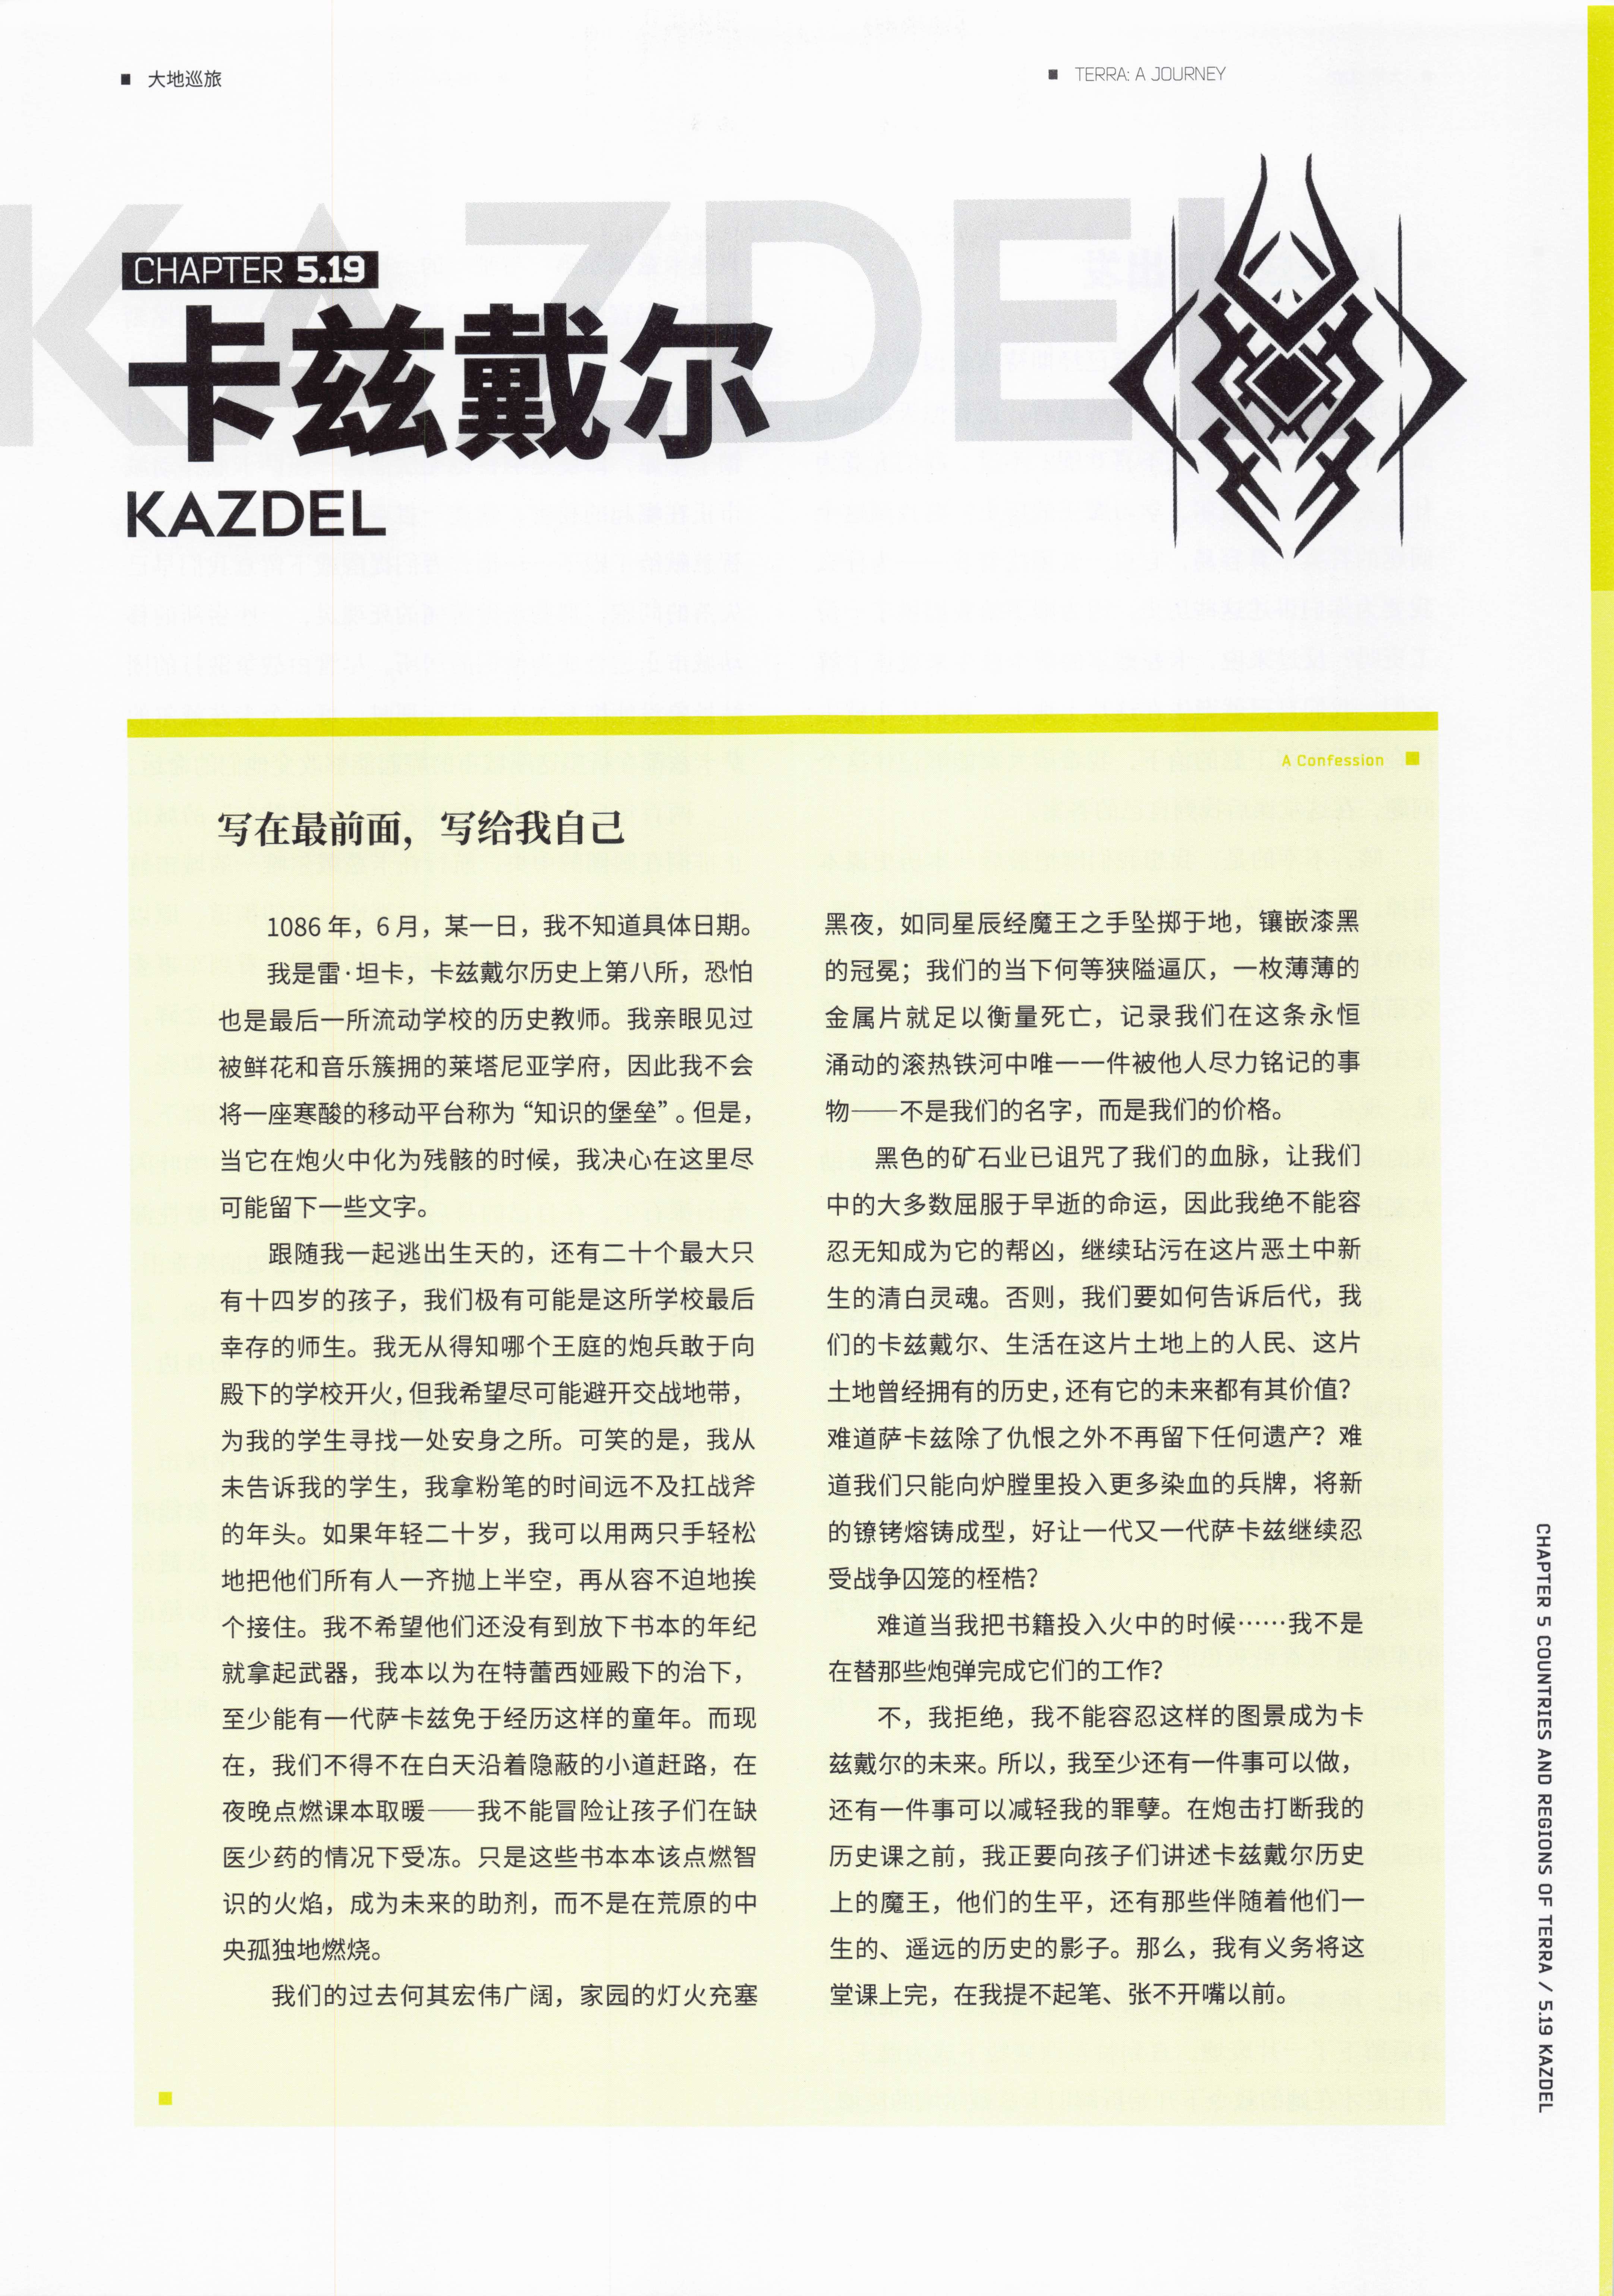 大地巡旅
TERRA: A JOURNEY
KAZDEL
CHAPTER 5.19
卡兹戴尔
KAZDEL
A Confession
写在最前面，写给我自己
1086 年，6 月，某一日，我不知道具体日期。
我是雷·坦卡，卡兹戴尔历史上第八所，恐怕
也是最后一所流动学校的历史教师。我亲眼见过
被鲜花和音乐簇拥的莱塔尼亚学府，因此我不会
将一座寒酸的移动平台称为“知识的堡垒”。但是，
当它在炮火中化为残骸的时候，我决心在这里尽
可能留下一些文字。
跟随我一起逃出生天的，还有二十个最大只
有十四岁的孩子，我们极有可能是这所学校最后
幸存的师生。我无从得知哪个王庭的炮兵敢于向
殿下的学校开火，但我希望尽可能避开交战地带，
为我的学生寻找一处安身之所。可笑的是，我从
未告诉我的学生，我拿粉笔的时间远不及扛战斧
的年头。如果年轻二十岁，我可以用两只手轻松
地把他们所有人一齐抛上半空，再从容不迫地挨
个接住。我不希望他们还没有到放下书本的年纪
就拿起武器，我本以为在特蕾西娅殿下的治下，
至少能有一代萨卡兹免于经历这样的童年。而现
在，我们不得不在白天沿着隐蔽的小道赶路，在
夜晚点燃课本取暖——我不能冒险让孩子们在缺
医少药的情况下受冻。只是这些书本本该点燃智
识的火焰，成为未来的助剂，而不是在荒原的中
央孤独地燃烧。
我们的过去何其宏伟广阔，家园的灯火充塞
黑夜，如同星辰经魔王之手坠掷于地，镶嵌漆黑
的冠冕；我们的当下何等狭隘逼仄，一枚薄薄的
金属片就足以衡量死亡，记录我们在这条永恒
涌动的滚热铁河中唯一一件被他人尽力铭记的事
物——不是我们的名字，而是我们的价格。
黑色的矿石业已诅咒了我们的血脉，让我们
中的大多数屈服于早逝的命运，因此我绝不能容
忍无知成为它的帮凶，继续玷污在这片恶土中新
生的清白灵魂。否则，我们要如何告诉后代，我
们的卡兹戴尔、生活在这片土地上的人民、这片
土地曾经拥有的历史，还有它的未来都有其价值？
难道萨卡兹除了仇恨之外不再留下任何遗产？难
道我们只能向炉膛里投入更多染血的兵牌，将新
的镣铐熔铸成型，好让一代又一代萨卡兹继续忍
受战争囚笼的桎梏？
难道当我把书籍投入火中的时候……我不是
在替那些炮弹完成它们的工作？
不，我拒绝，我不能容忍这样的图景成为卡
兹戴尔的未来。所以，我至少还有一件事可以做，
还有一件事可以减轻我的罪孽。在炮击打断我的
历史课之前，我正要向孩子们讲述卡兹戴尔历史
上的魔王，他们的生平，还有那些伴随着他们一
生的、遥远的历史的影子。那么，我有义务将这
堂课上完，在我提不起笔、张不开嘴以前。
CHAPTER 5 COUNTRIES AND REGIONS OF TERRA / 5.19 KAZDEL